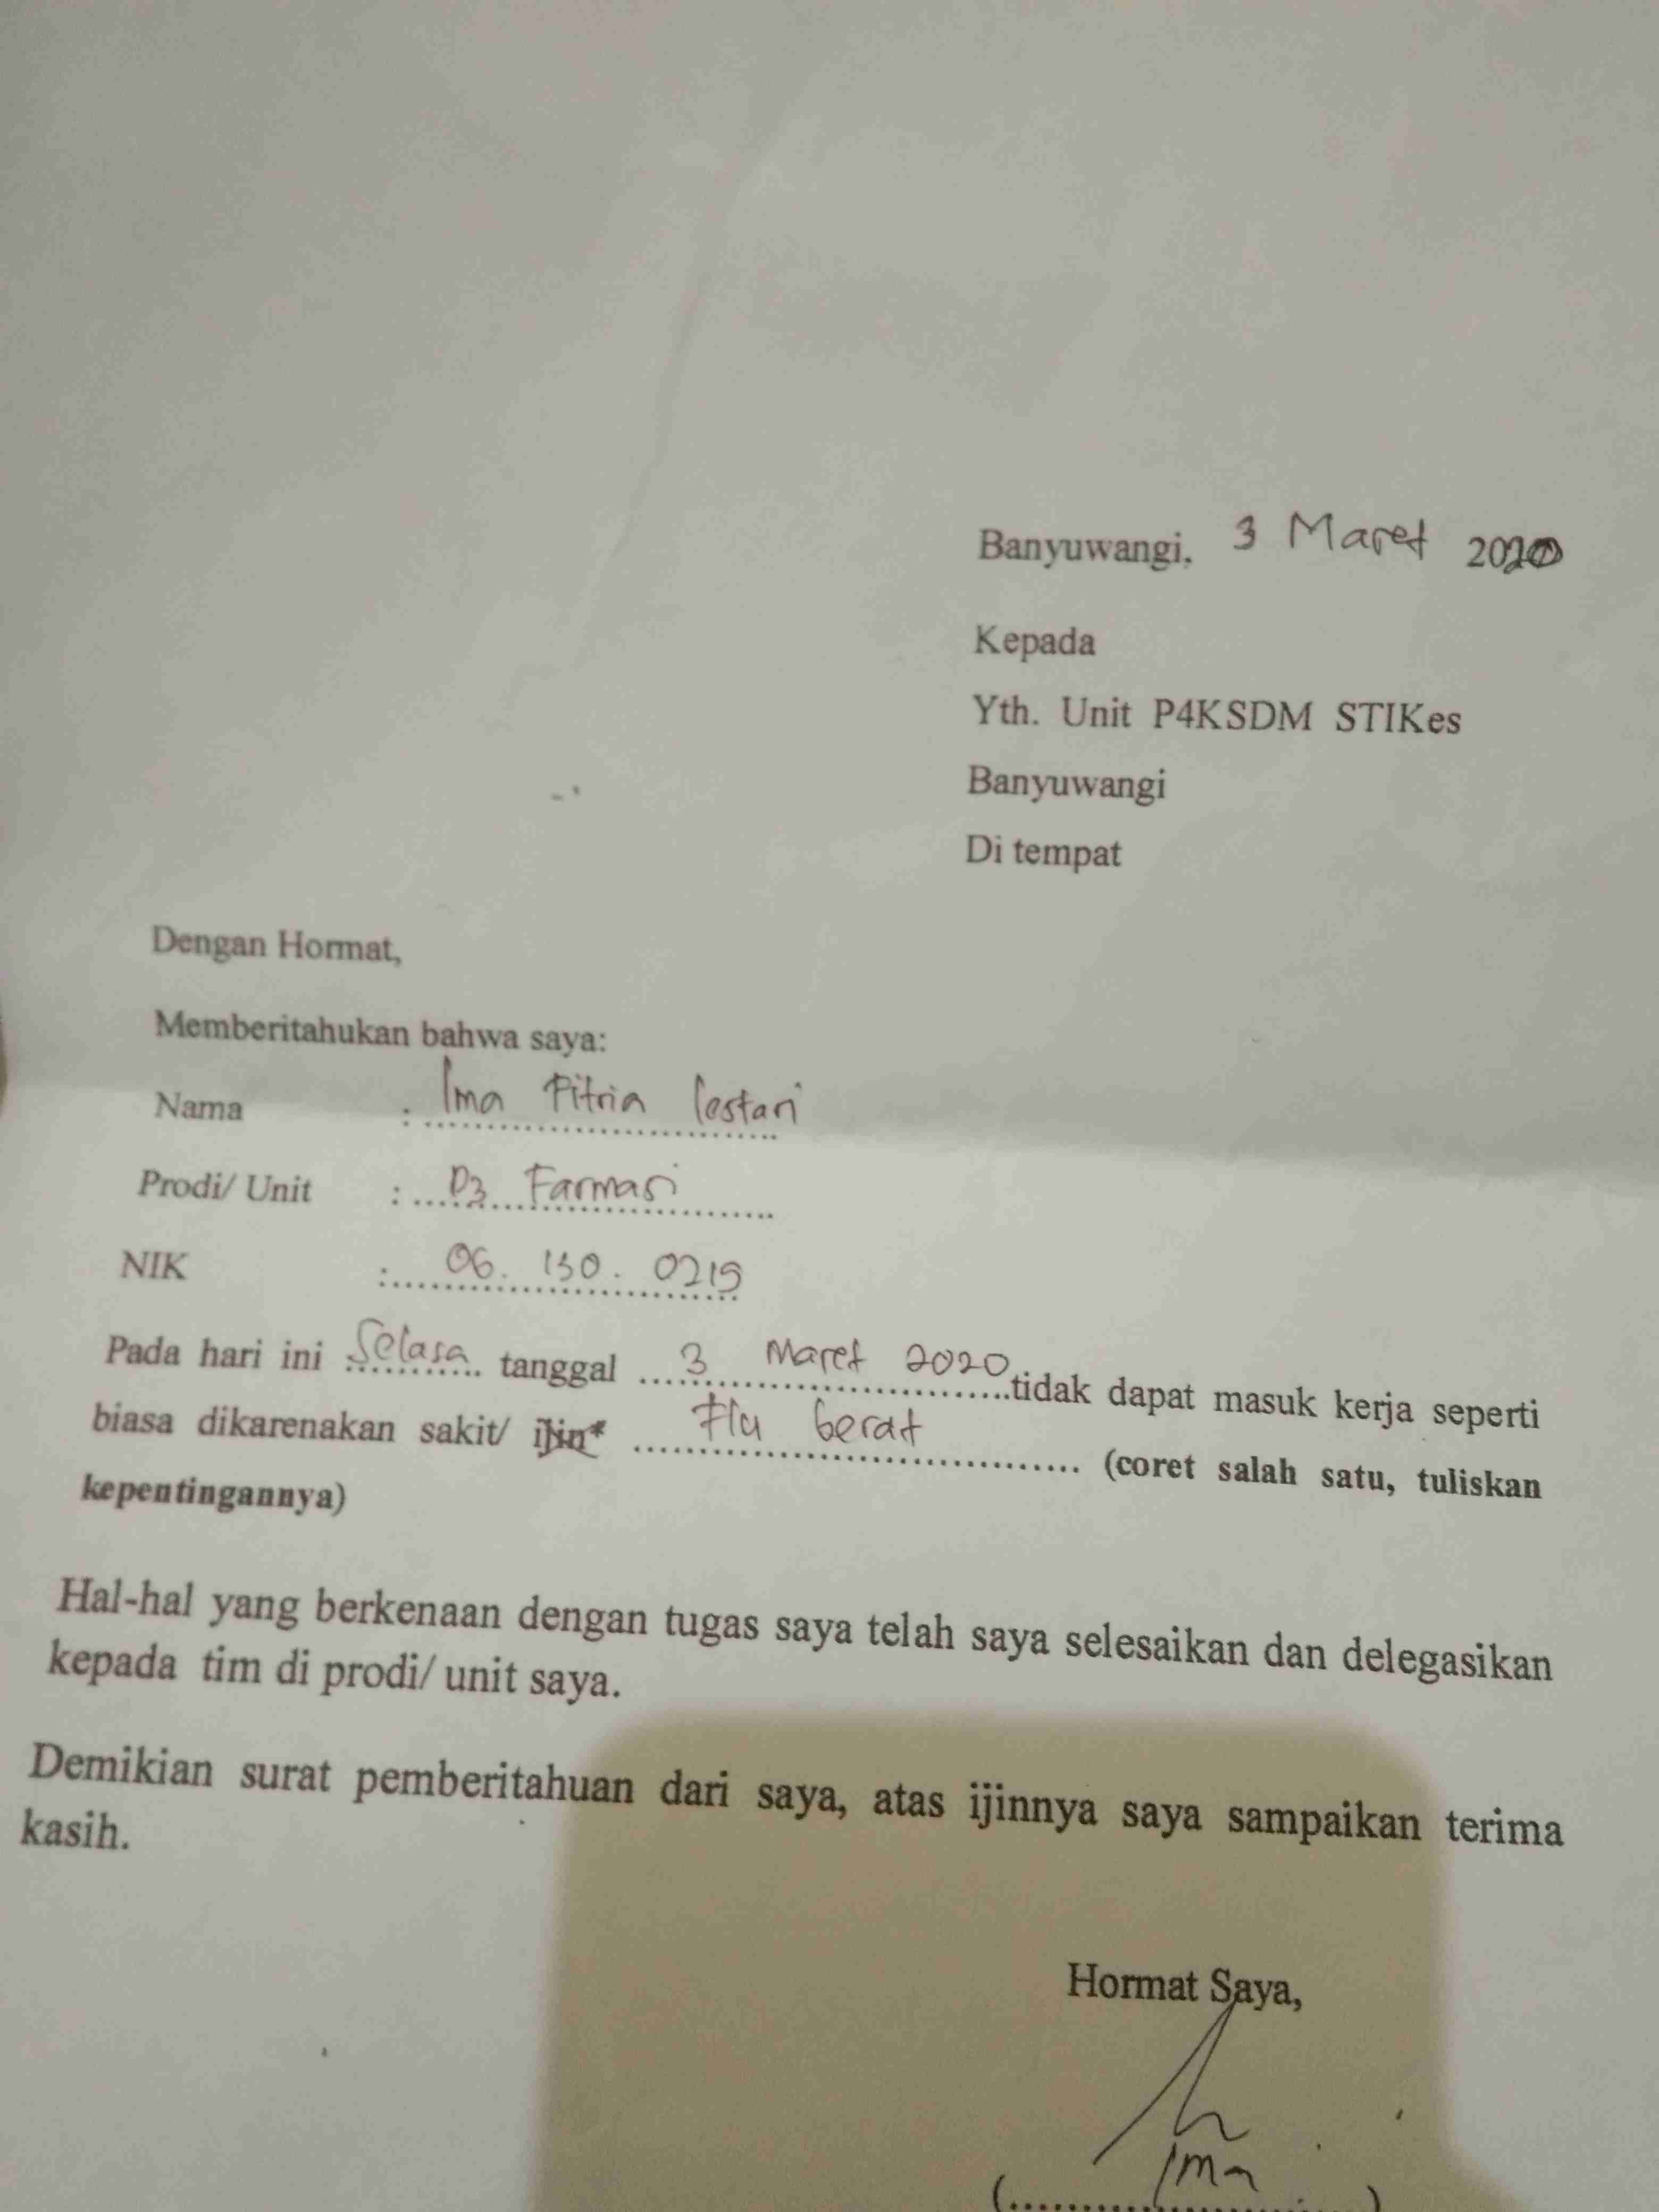 Banyuwangi, 3 Maret 2020
Kepada
Yth. Unit P4KSDM STIKes
Banyuwangi
Di tempat
Dengan Hormat,
Memberitahukan bahwa saya:
Nama : Ima Fitria lestari
Prodi/ Unit : D3 Farmasi
NIK : 06. 130. 0219
Pada hari ini Selasa tanggal 3 Maret 2020 tidak dapat masuk kerja seperti
biasa dikarenakan sakit/ ijin* Flu berat (coret salah satu, tuliskan
kepentingannya)
Hal-hal yang berkenaan dengan tugas saya telah saya selesaikan dan delegasikan
kepada tim di prodi/ unit saya.
Demikian surat pemberitahuan dari saya, atas ijinnya saya sampaikan terima
kasih.
Hormat Saya,
(Ima)